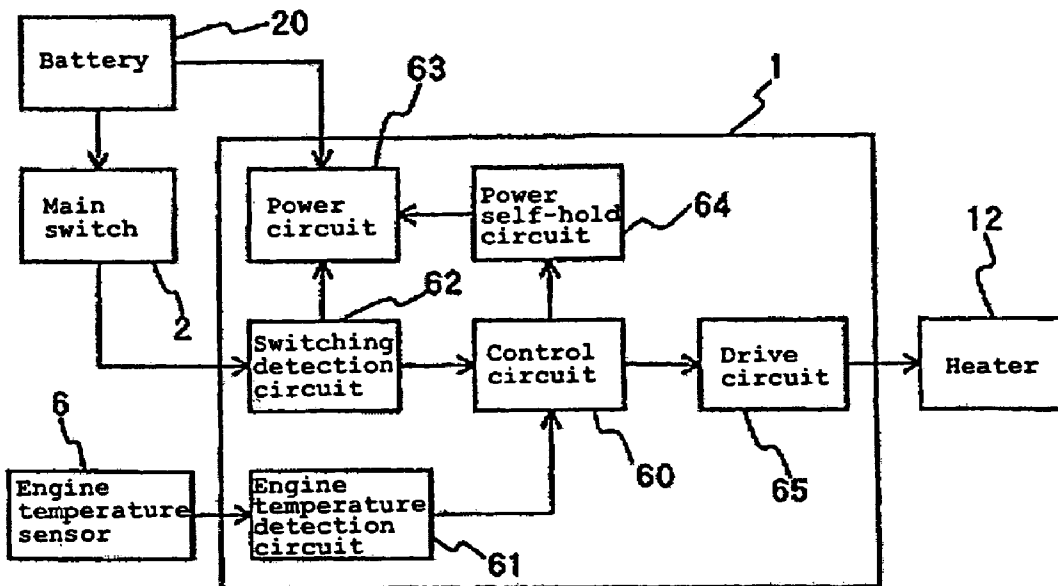 20
Battery
63
1
Main
switch
Power
circuit
Power
self-hold
circuit
64
12
2
62
Switching
detection
circuit
Control
circuit
Drive
circuit
Heater
6
60
65
Engine
temperature
sensor
Engine
temperature
detection
circuit
61